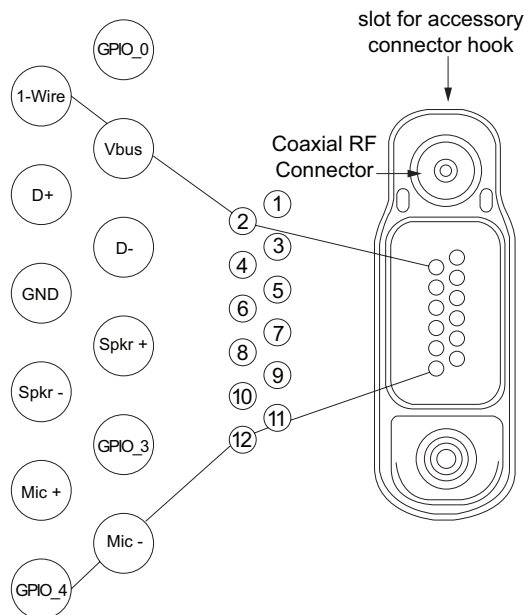 slot for accessory
connector hook
Coaxial RF
Connector
GPIO_0
1-Wire
Vbus
D+
D-
GND
Spkr +
Spkr -
GPIO_3
Mic +
Mic -
GPIO_4
1
2
3
4
5
6
7
8
9
10
11
12